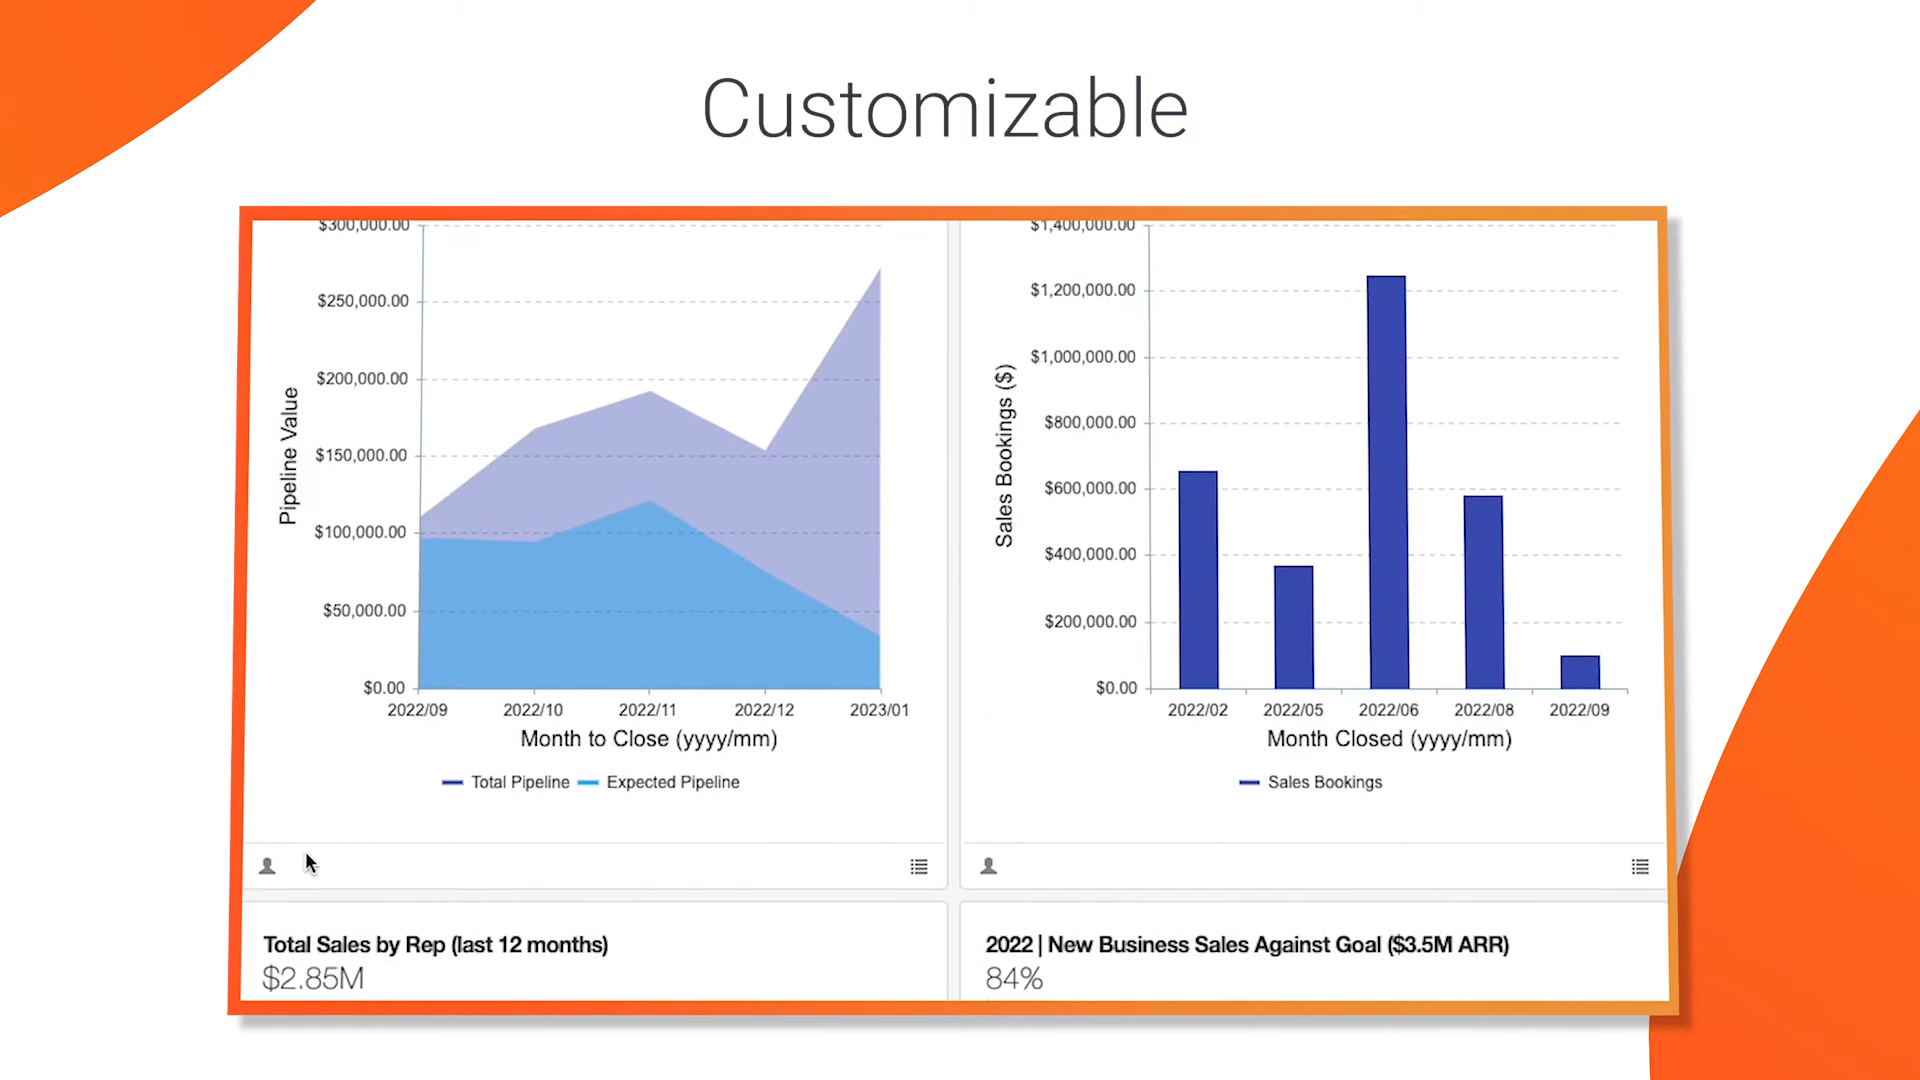 Customizable
$300,000.00
$250,000.00
$200,000.00
$150,000.00
$100,000.00
$50,000.00
$0.00
Pipeline Value
2022/09 2022/10 2022/11 2022/12 2023/01
Month to Close (yyyy/mm)
Total Pipeline Expected Pipeline
$1,400,000.00
$1,200,000.00
$1,000,000.00
$800,000.00
$600,000.00
$400,000.00
$200,000.00
$0.00
Sales Bookings ($)
2022/02 2022/05 2022/06 2022/08 2022/09
Month Closed (yyyy/mm)
Sales Bookings
Total Sales by Rep (last 12 months)
$2.85M
2022 | New Business Sales Against Goal ($3.5M ARR)
84%